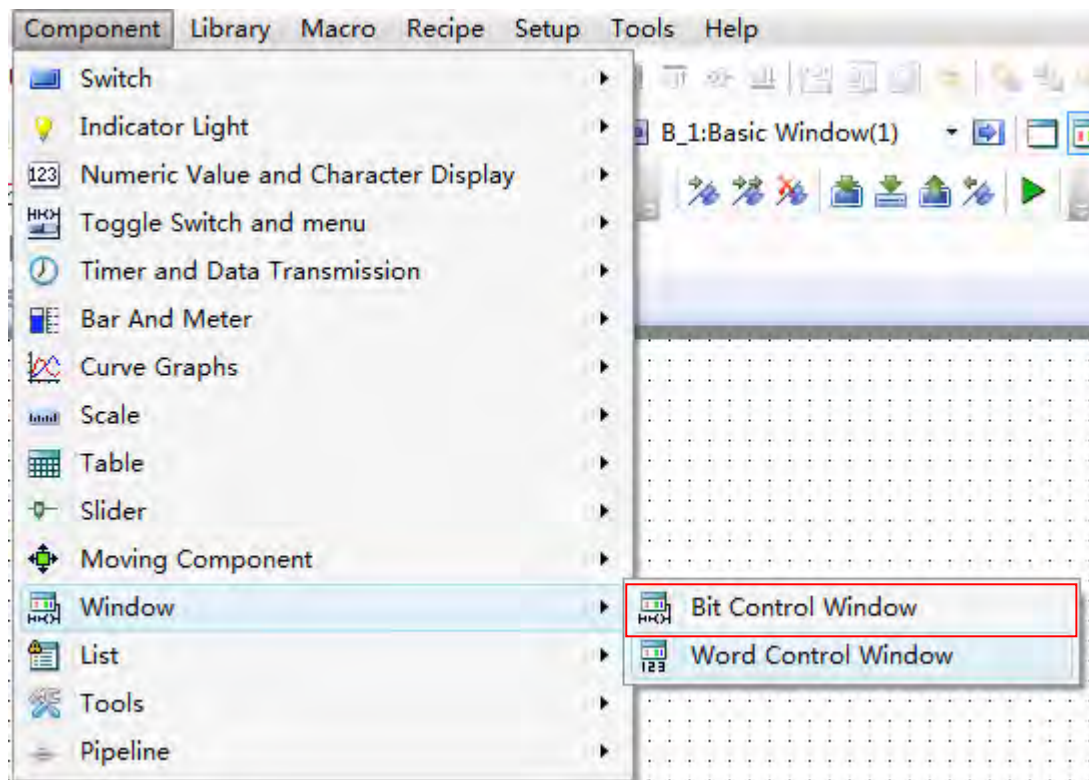 Component Library Macro Recipe Setup Tools Help
Switch
Indicator Light
B_1:Basic Window(1)
123 Numeric Value and Character Display
Toggle Switch and menu
Timer and Data Transmission
Bar And Meter
Curve Graphs
Scale
Table
Slider
Moving Component
Window
Bit Control Window
List
123 Word Control Window
Tools
Pipeline